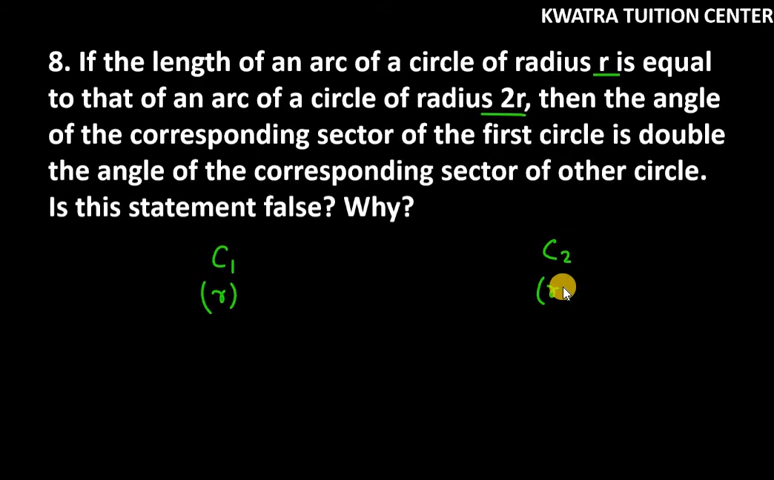 KWATRA TUITION CENTER
8. If the length of an arc of a circle of radius r is equal
to that of an arc of a circle of radius 2r, then the angle
of the corresponding sector of the first circle is double
the angle of the corresponding sector of other circle.
Is this statement false? Why?
C₁ C₂
(r)